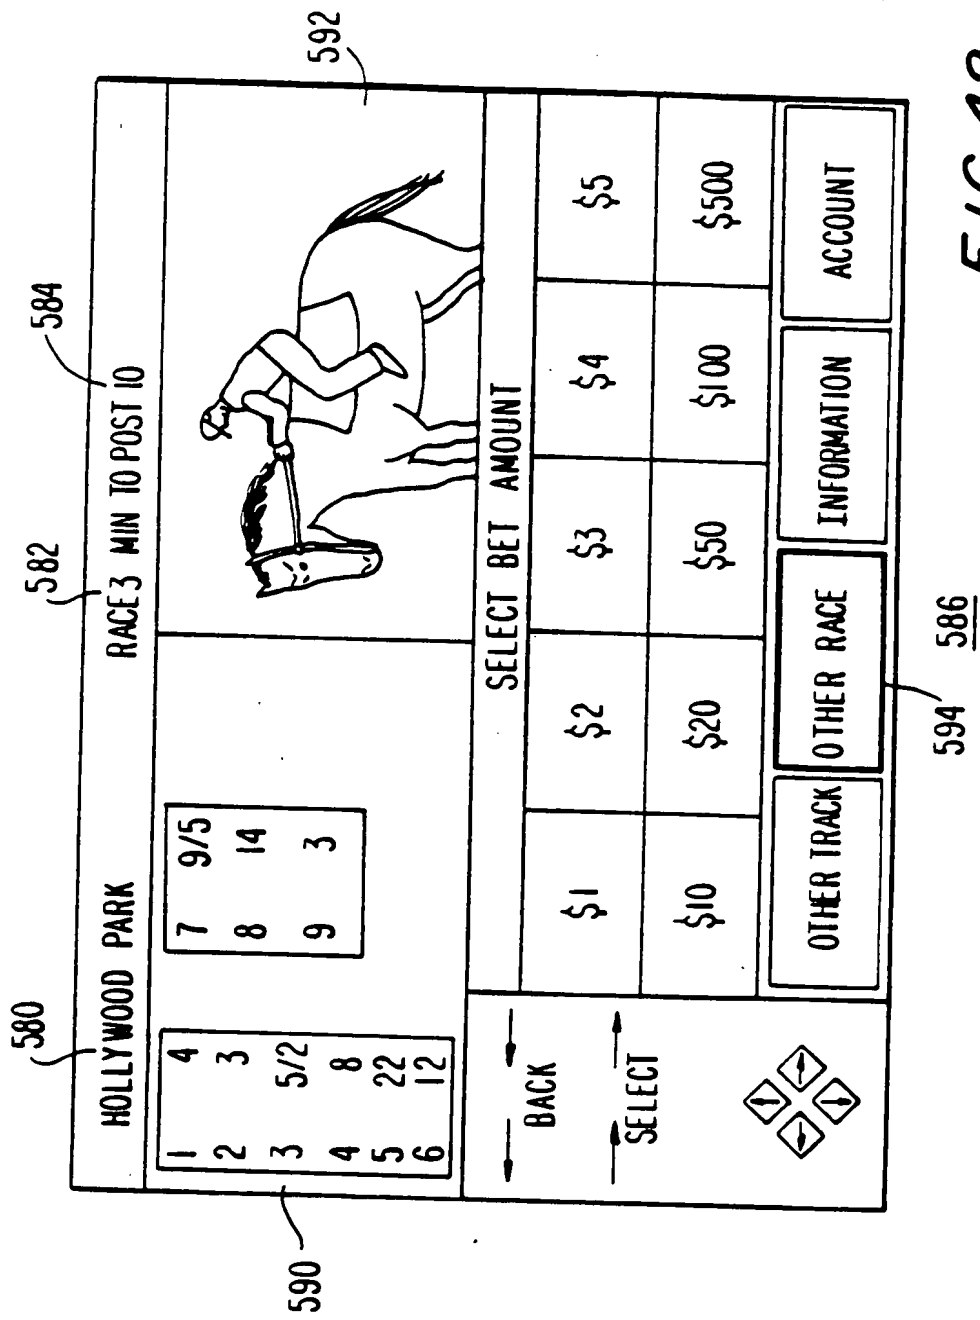 580
582
584
592
HOLLYWOOD PARK RACE 3 MIN TO POST 10
1 4
2 3
3 5/2
4 8
5 22
6 12
7 9/5
8 14
9 3
590
SELECT BET AMOUNT
BACK
SELECT
$1 $2 $3 $4 $5
$10 $20 $50 $100 $500
OTHER TRACK OTHER RACE INFORMATION ACCOUNT
594
586